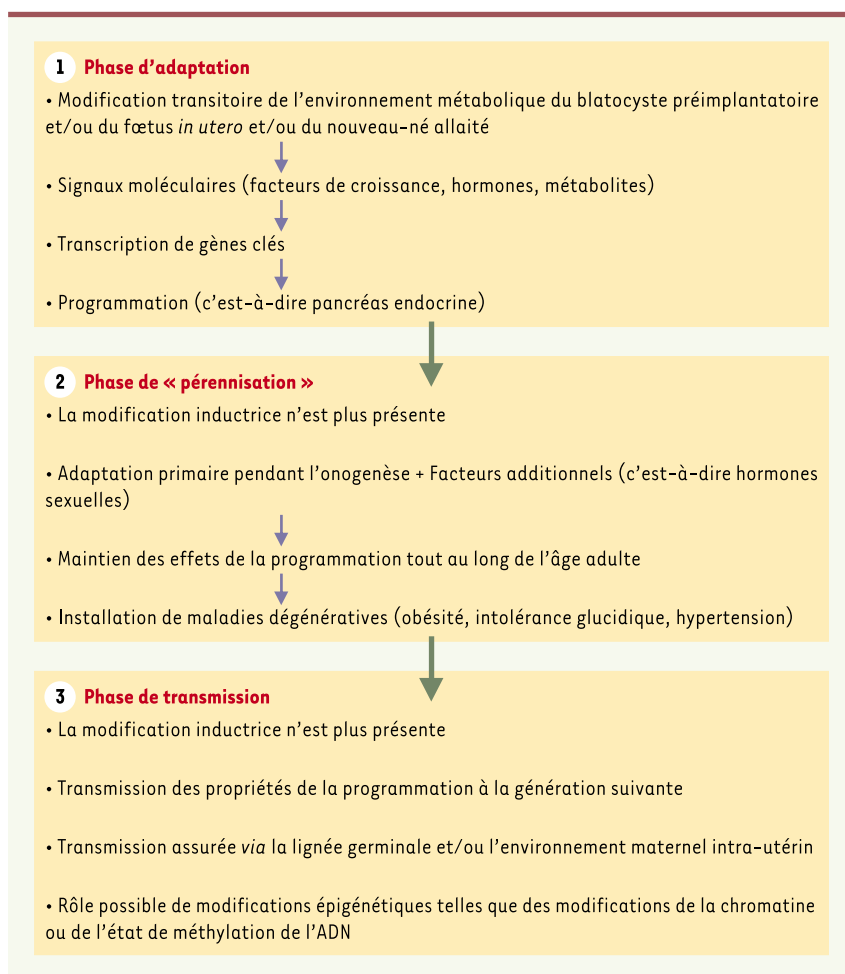 1 Phase d’adaptation
• Modification transitoire de l’environnement métabolique du blatocyste préimplantatoire
et/ou du fœtus in utero et/ou du nouveau-né allaité
• Signaux moléculaires (facteurs de croissance, hormones, métabolites)
• Transcription de gènes clés
• Programmation (c’est-à-dire pancréas endocrine)
2 Phase de « pérennisation »
• La modification inductrice n’est plus présente
• Adaptation primaire pendant l’onogenèse + Facteurs additionnels (c’est-à-dire hormones
sexuelles)
• Maintien des effets de la programmation tout au long de l’âge adulte
• Installation de maladies dégénératives (obésité, intolérance glucidique, hypertension)
3 Phase de transmission
• La modification inductrice n’est plus présente
• Transmission des propriétés de la programmation à la génération suivante
• Transmission assurée via la lignée germinale et/ou l’environnement maternel intra-utérin
• Rôle possible de modifications épigénétiques telles que des modifications de la chromatine
ou de l’état de méthylation de l’ADN